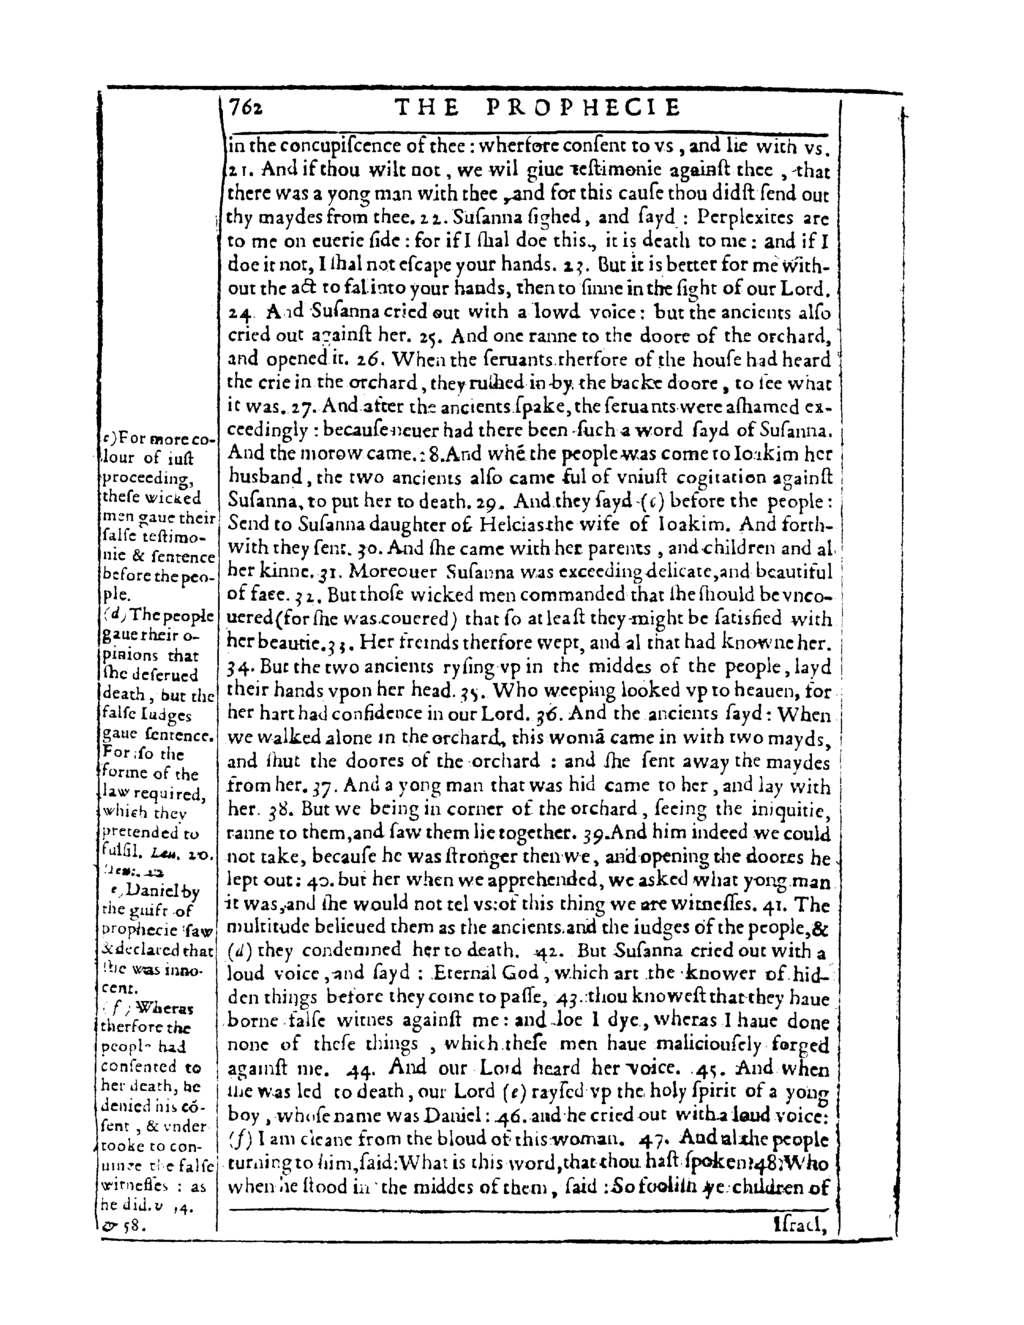 762 THE PROPHECIE
in the concupiſcence of thee : wherfore conſent to vs , and lie with vs.
21. And if thou wilt not , we wil giue teſtimonie againſt thee , that
there was a yong man with thee , and for this cauſe thou didſt ſend out
thy maydes from thee. 22. Suſanna ſighed, and ſayd : Perplexites are
to me on euerie ſide : for if I ſhal doe this, it is death to me : and if I
doe it not, I ſhal not eſcape your hands. 23. But it is better for me with-
out the act to fal into your hands, then to ſinne in the ſight of our Lord.
24. And Suſanna cried out with a lowd voice : but the ancients alſo
cried out againſt her. 25. And one ranne to the doore of the orchard,
and opened it. 26. When the ſeruants therfore of the houſe had heard
the crie in the orchard , they ruſhed in by the backe doore , to ſee what
it was. 27. And after the ancients ſpake, the ſeruants were aſhamed ex-
ceedingly : becauſe neuer had there been ſuch a word ſayd of Suſanna.
And the morow came. 28. And whē the people was come to Ioakim her
husband , the two ancients alſo came ful of vniuſt cogitation againſt
Suſanna, to put her to death. 29. And they ſayd (c) before the people :
Send to Suſanna daughter of Helcias the wife of Ioakim. And forth-
with they ſent. 30. And ſhe came with her parents , and children and al
her kinne. 31. Moreouer Suſanna was exceeding delicate, and beautiful
of face. 32. But thoſe wicked men commanded that ſhe ſhould be vnco-
uered (for ſhe was couered) that ſo at leaſt they might be ſatisfied with
her beautie. 33. Her freinds therfore wept, and al that had knowne her.
34. But the two ancients ryſing vp in the middes of the people, layd
their hands vpon her head. 35. Who weeping looked vp to heauen, for
her hart had confidence in our Lord. 36. And the ancients ſayd : When
we walked alone in the orchard, this womā came in with two mayds,
and ſhut the doores of the orchard : and ſhe ſent away the maydes
from her. 37. And a yong man that was hid came to her , and lay with
her. 38. But we being in corner of the orchard , ſeeing the iniquitie,
ranne to them, and ſaw them lie together. 39. And him indeed we could
not take, becauſe he was ſtronger then we , and opening the doores he
lept out : 40. but her when we apprehended, we asked what yong man
it was, and ſhe would not tel vs: of this thing we are witneſſes. 41. The
multitude belieued them as the ancients and the iudges of the people, &
(d) they condemned her to death. 42. But Suſanna cried out with a
loud voice , and ſayd : Eternal God , which art the knower of hid-
den things before they come to paſſe, 43. thou knoweſt that they haue
borne falſe witnes againſt me : and loe I dye , wheras I haue done
none of theſe things , which theſe men haue maliciouſely forged
againſt me. 44. And our Lord heard her voice. 45. And when
ſhe was led to death , our Lord (e) rayſed vp the holy ſpirit of a yong
boy , whoſe name was Daniel : 46. and he cried out with a loud voice:
(f) I am cleane from the bloud of this woman. 47. And al the people
turning to him, ſaid: What is this word, that thou haſt ſpoken? 48. Who
when he ſtood in the middes of them , ſaid : So fooliſh ye children of
Iſrael,
c) For more co-
lour of iuſt
proceeding,
theſe wicked
men gaue their
falſe teſtimo-
nie & ſentence
before the peo-
ple.
(d) The people
gaue their o-
pinions that
ſhe deſerued
death , but the
falſe Iudges
gaue ſentence.
For ſo the
forme of the
law required,
which they
pretended to
fulfil. Leu. 20.
Deut. 22
e) Daniel by
the guift of
prophecie ſaw
& declared that
ſhe was inno-
cent.
f) Wheras
therfore the
people had
conſented to
her death, he
denied his cō-
ſent , & vnder
tooke to con-
uince the falſe
witneſſes : as
he did. v 54.
& 58.